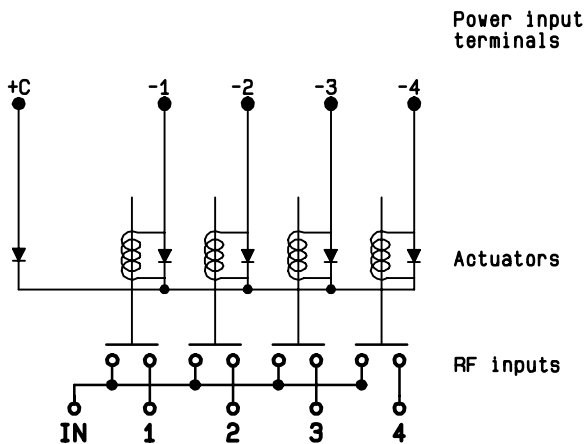 Power input
terminals
+C -1 -2 -3 -4
Actuators
RF inputs
IN 1 2 3 4